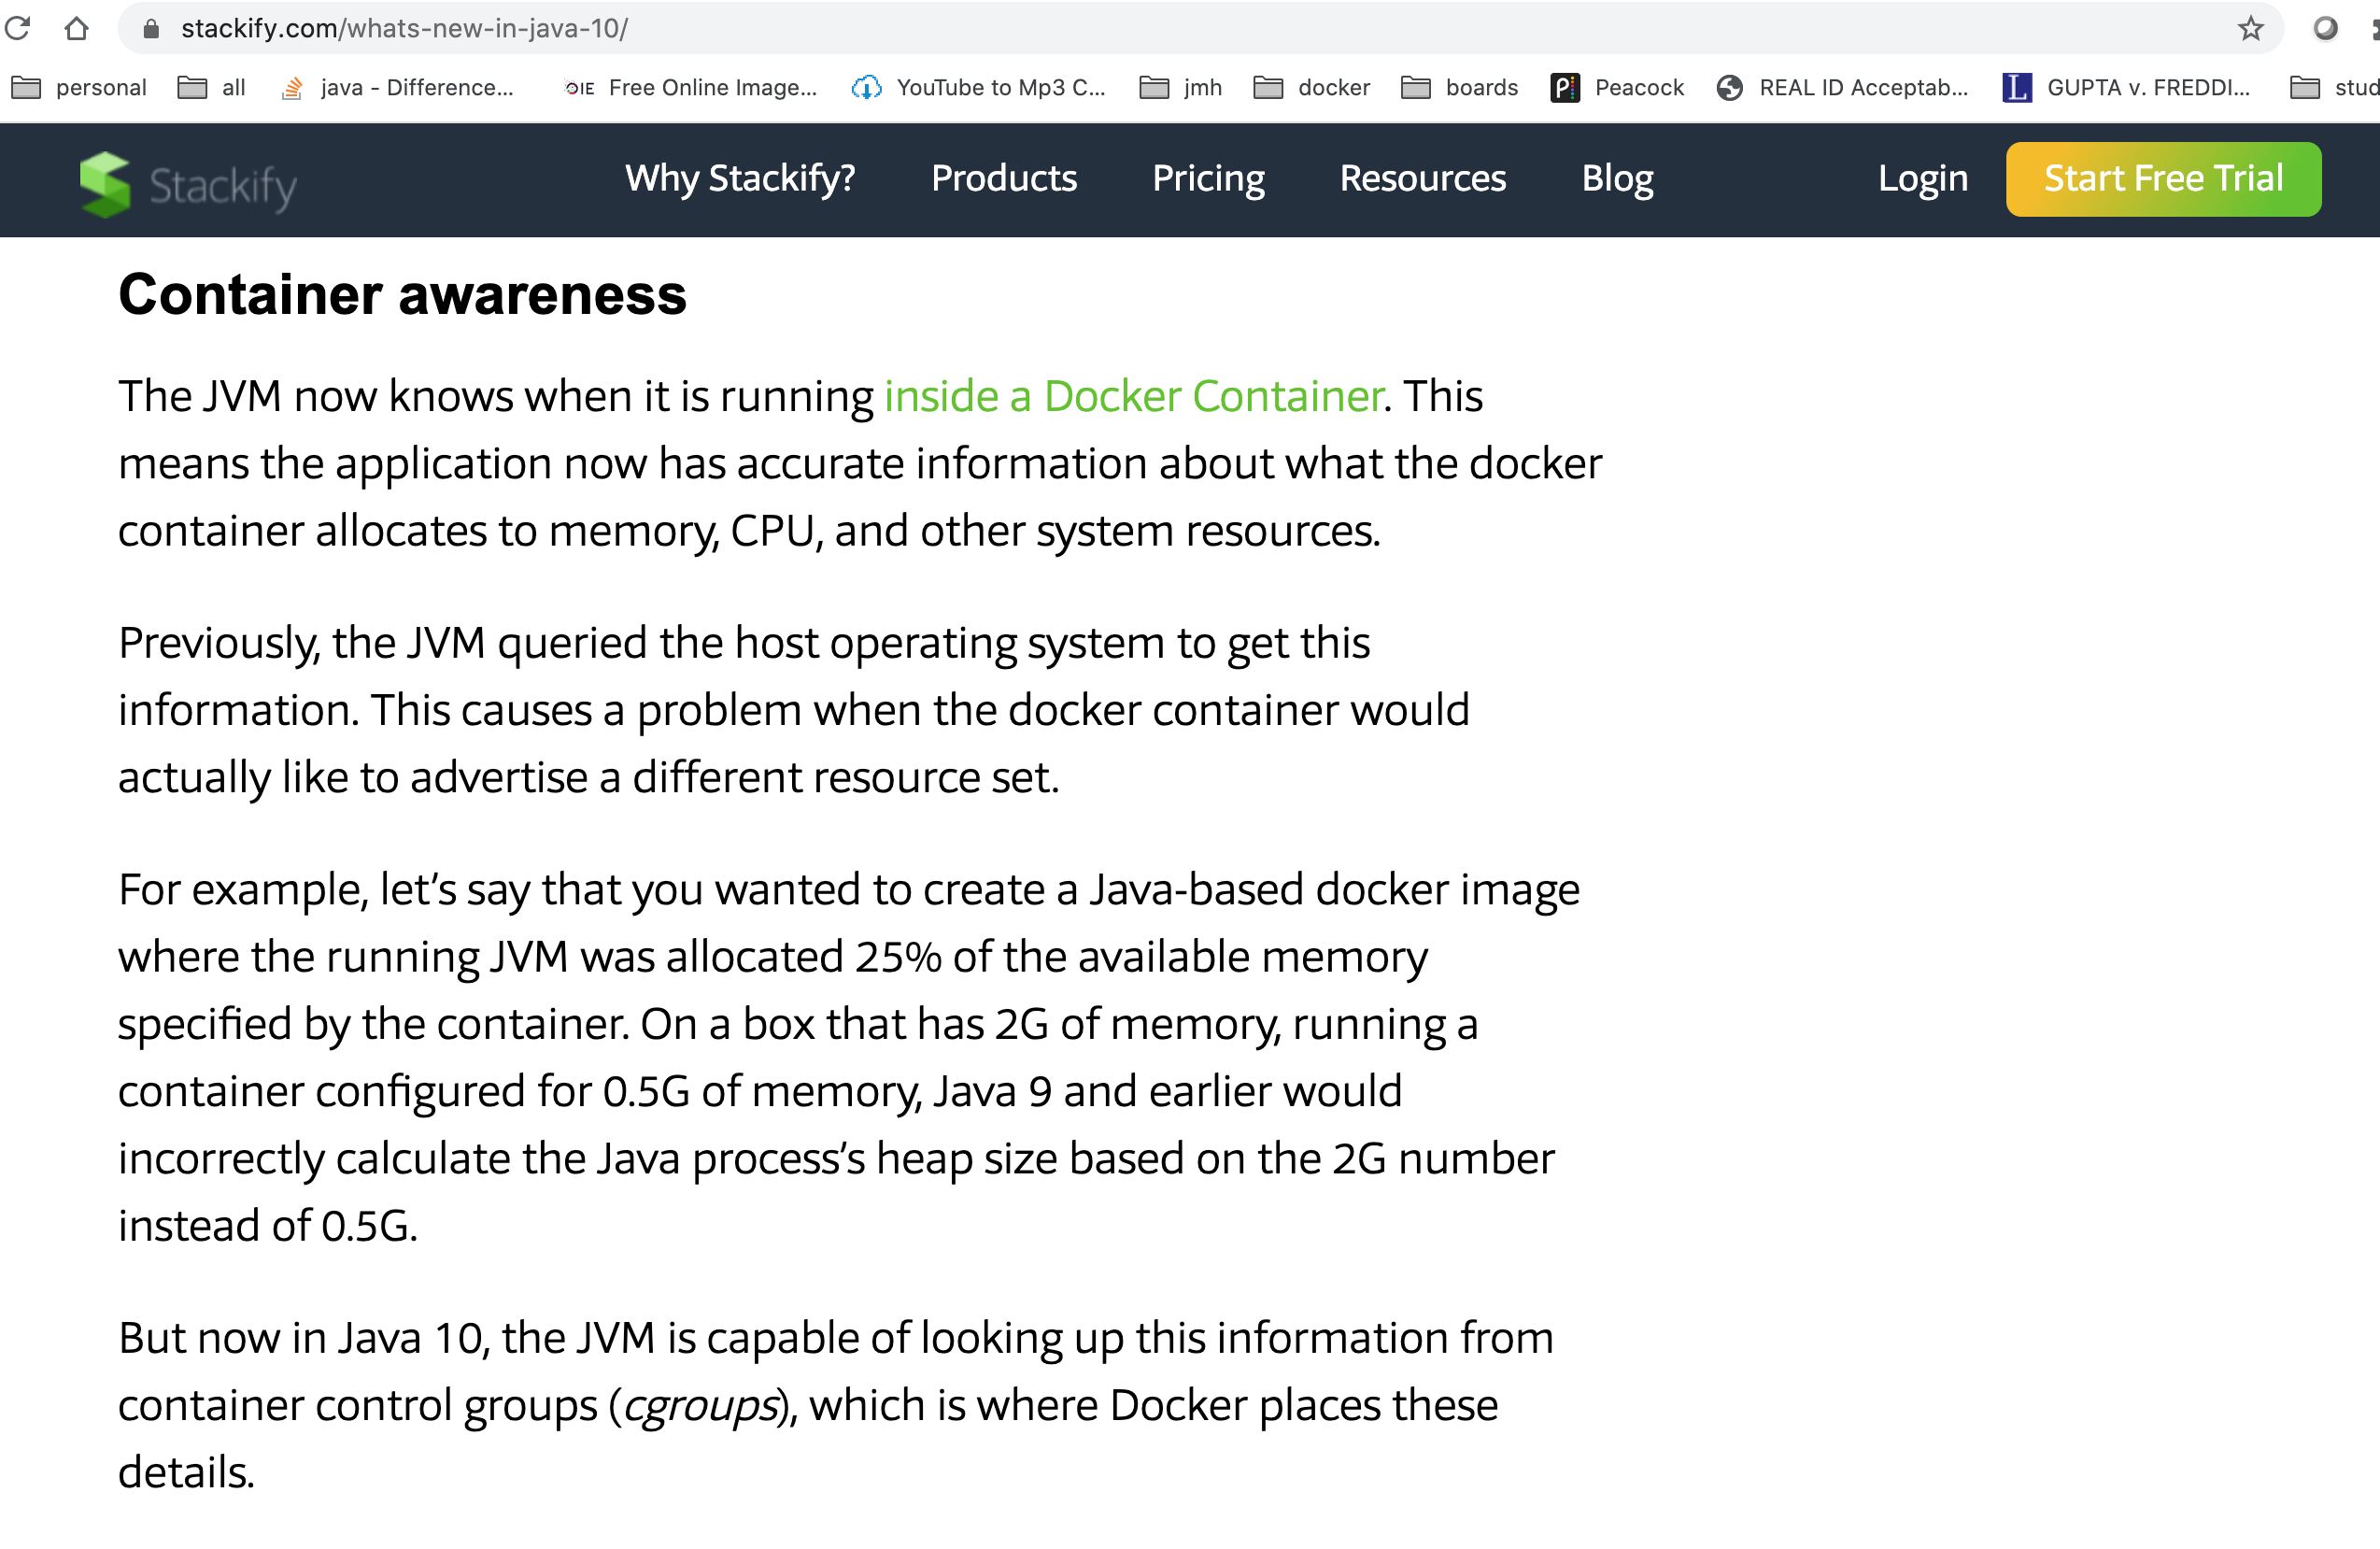 stackify.com/whats-new-in-java-10/
personal all java - Difference... OIE Free Online Image... YouTube to Mp3 C... jmh docker boards Peacock REAL ID Acceptab... L GUPTA v. FREDDI... stud
Stackify Why Stackify? Products Pricing Resources Blog Login Start Free Trial
Container awareness
The JVM now knows when it is running inside a Docker Container. This
means the application now has accurate information about what the docker
container allocates to memory, CPU, and other system resources.
Previously, the JVM queried the host operating system to get this
information. This causes a problem when the docker container would
actually like to advertise a different resource set.
For example, let’s say that you wanted to create a Java-based docker image
where the running JVM was allocated 25% of the available memory
specified by the container. On a box that has 2G of memory, running a
container configured for 0.5G of memory, Java 9 and earlier would
incorrectly calculate the Java process’s heap size based on the 2G number
instead of 0.5G.
But now in Java 10, the JVM is capable of looking up this information from
container control groups (cgroups), which is where Docker places these
details.